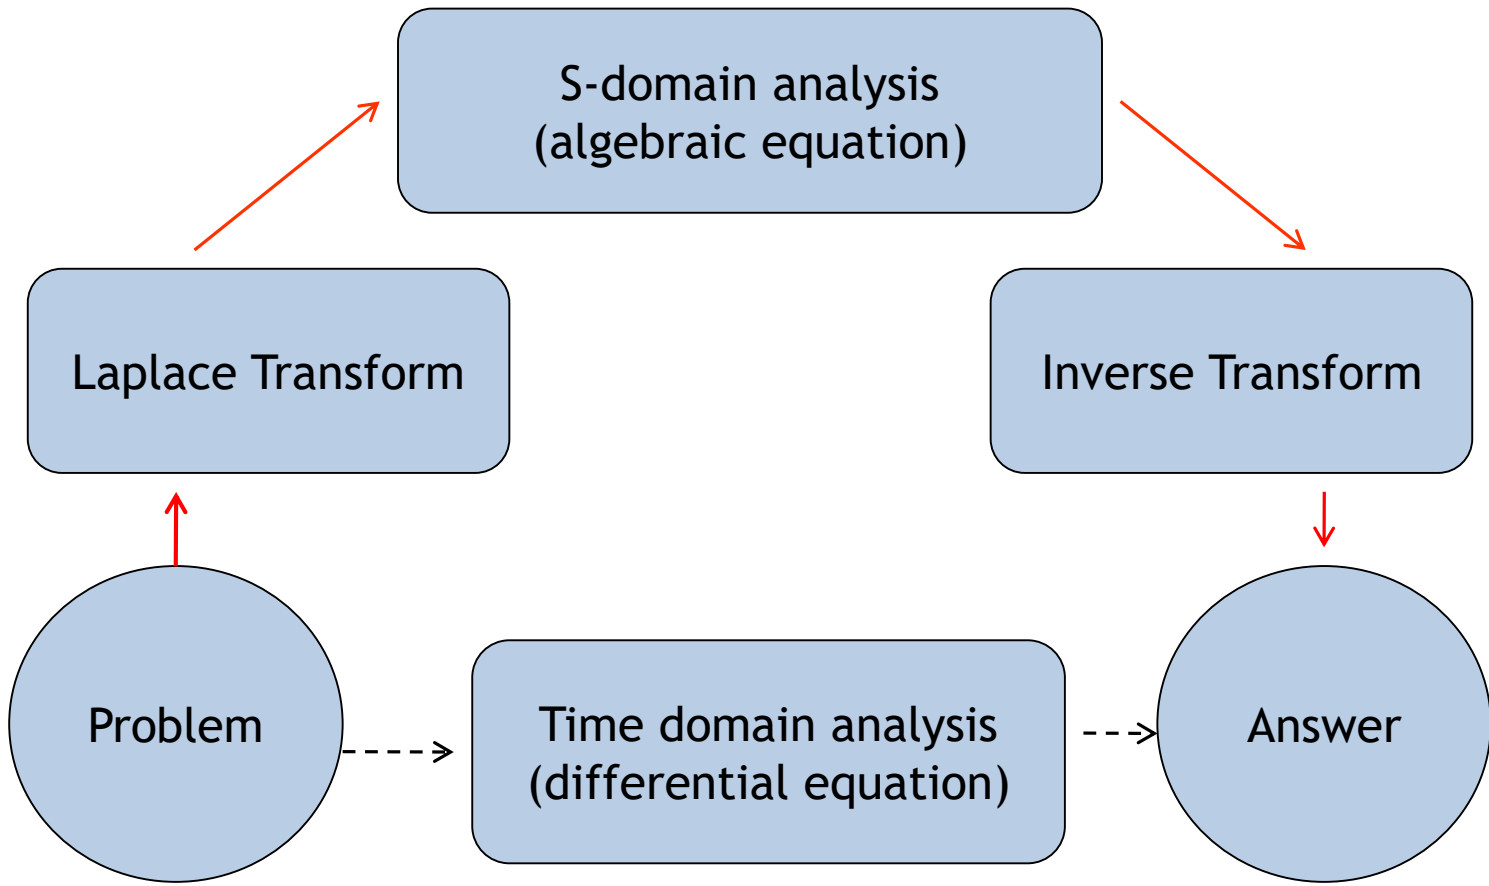 S-domain analysis
(algebraic equation)
Laplace Transform
Inverse Transform
Problem
Time domain analysis
(differential equation)
Answer